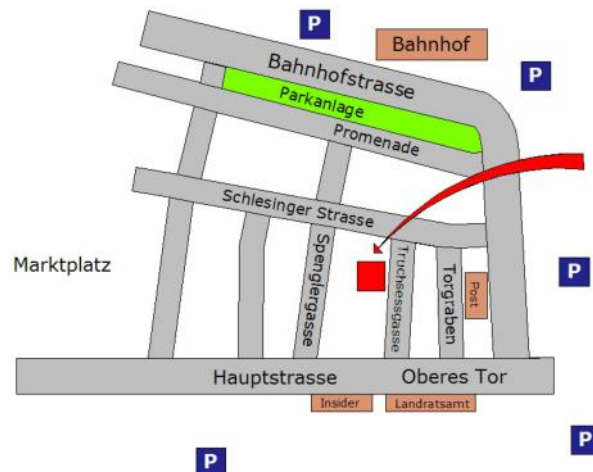 P
Bahnhof
P
P
Bahnhofstrasse
Parkanlage
Promenade
Schlesinger Strasse
Marktplatz
Spenglergasse
Truchsessgasse
Torgraben
Post
P
Hauptstrasse
Oberes Tor
Insider
Landratsamt
P
P